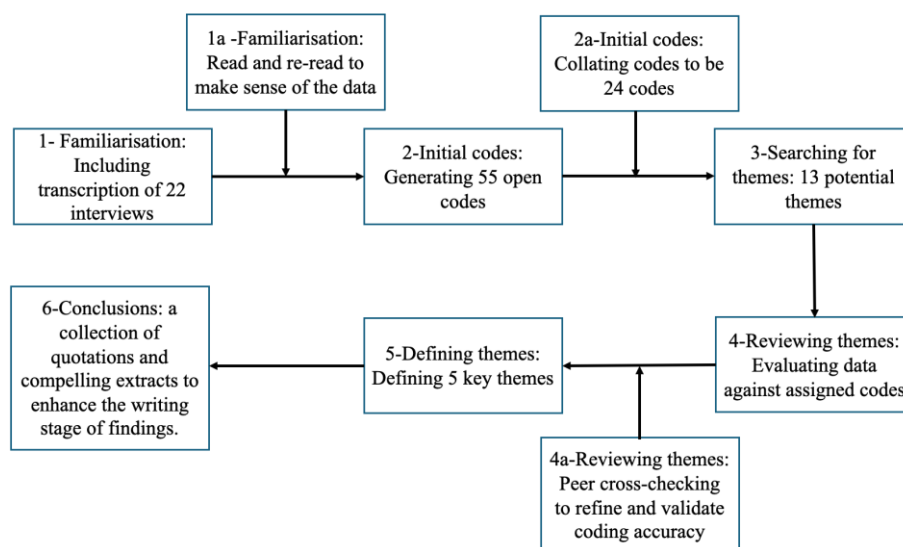 1a -Familiarisation:
Read and re-read to
make sense of the data
2a-Initial codes:
Collating codes to be
24 codes
1- Familiarisation:
Including
transcription of 22
interviews
2-Initial codes:
Generating 55 open
codes
3-Searching for
themes: 13 potential
themes
4-Reviewing themes:
Evaluating data
against assigned codes
4a-Reviewing themes:
Peer cross-checking
to refine and validate
coding accuracy
5-Defining themes:
Defining 5 key themes
6-Conclusions: a
collection of
quotations and
compelling extracts to
enhance the writing
stage of findings.